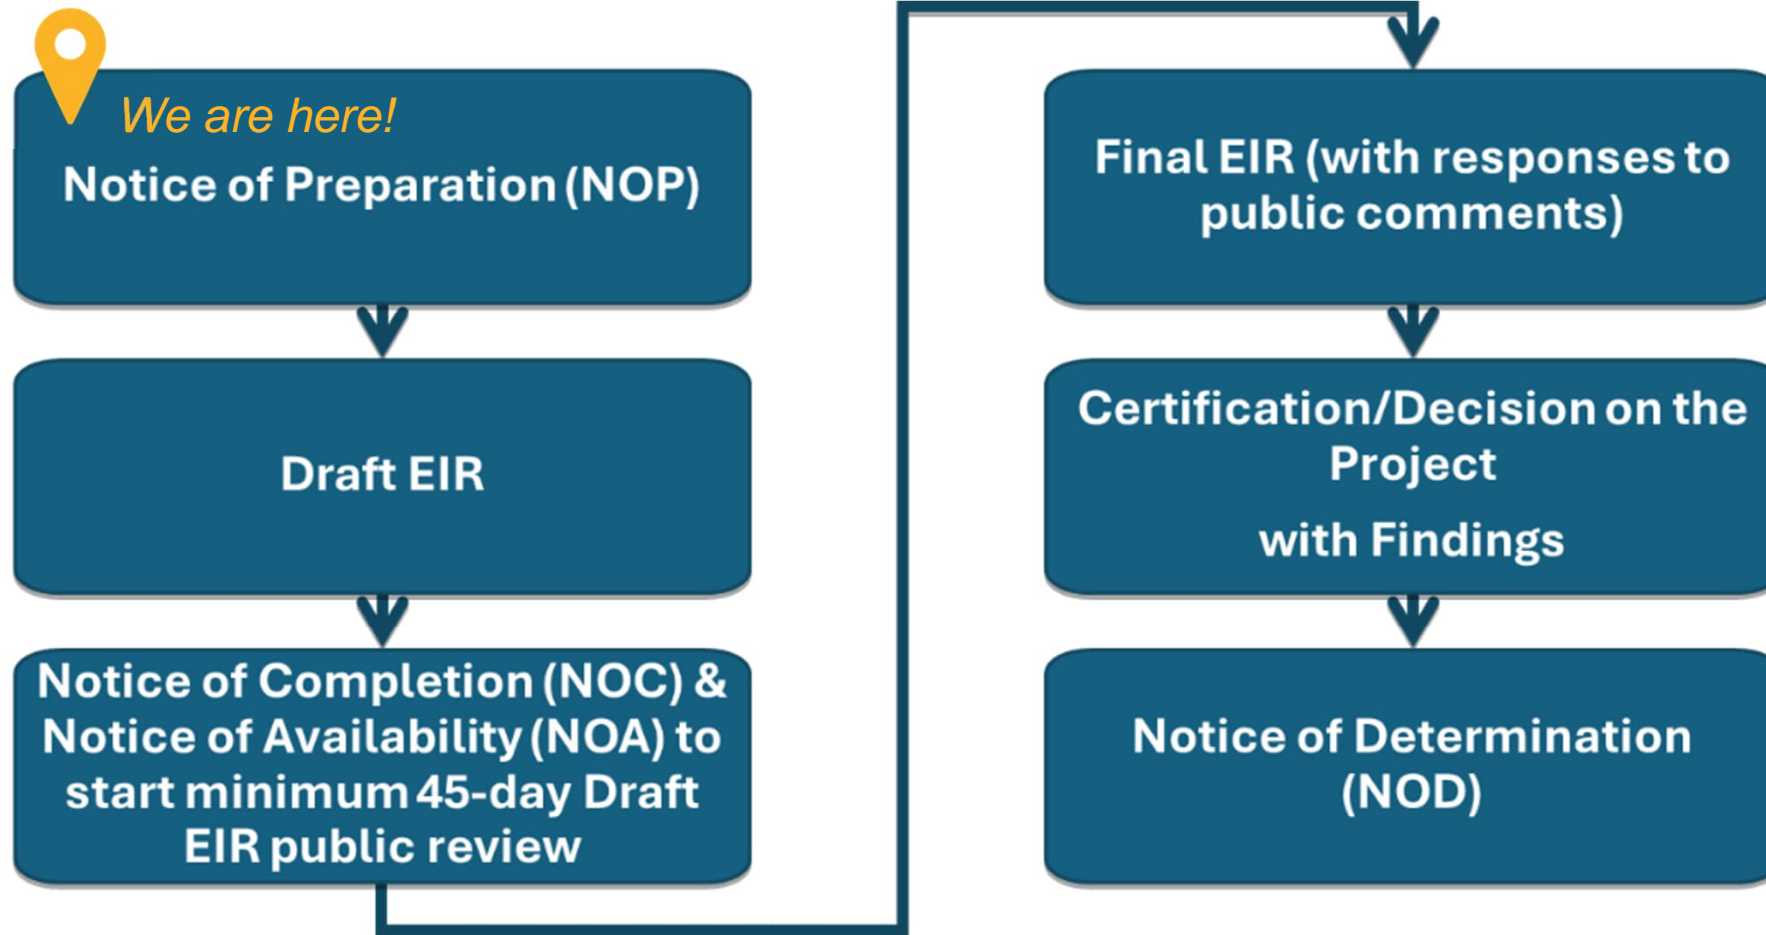 We are here!
Notice of Preparation (NOP)
Draft EIR
Notice of Completion (NOC) &
Notice of Availability (NOA) to
start minimum 45-day Draft
EIR public review
Final EIR (with responses to
public comments)
Certification/Decision on the
Project
with Findings
Notice of Determination
(NOD)